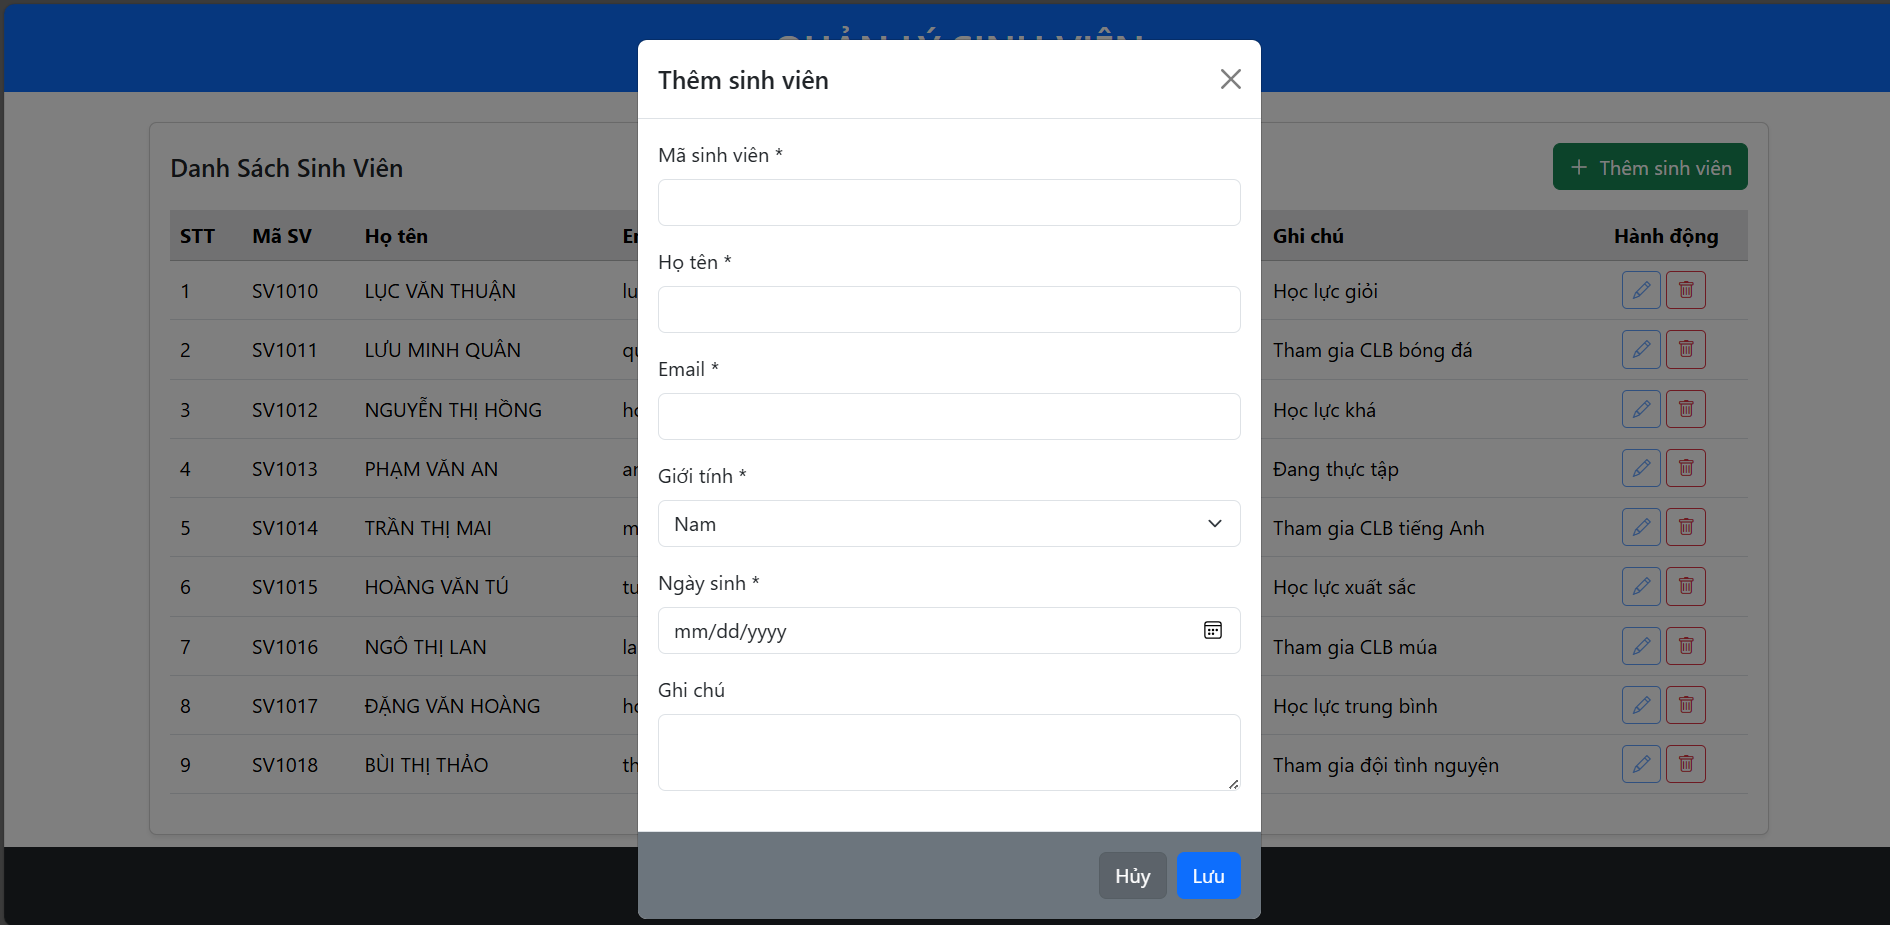 Thêm sinh viên
Mã sinh viên *
Họ tên *
Email *
Giới tính *
Nam
Ngày sinh *
mm/dd/yyyy
Ghi chú
Hủy Lưu
Danh Sách Sinh Viên
Thêm sinh viên
STT Mã SV Họ tên Ghi chú Hành động
1 SV1010 LỤC VĂN THUẬN Học lực giỏi
2 SV1011 LƯU MINH QUÂN Tham gia CLB bóng đá
3 SV1012 NGUYỄN THỊ HỒNG Học lực khá
4 SV1013 PHẠM VĂN AN Đang thực tập
5 SV1014 TRẦN THỊ MAI Tham gia CLB tiếng Anh
6 SV1015 HOÀNG VĂN TÚ Học lực xuất sắc
7 SV1016 NGÔ THỊ LAN Tham gia CLB múa
8 SV1017 ĐẶNG VĂN HOÀNG Học lực trung bình
9 SV1018 BÙI THỊ THẢO Tham gia đội tình nguyện